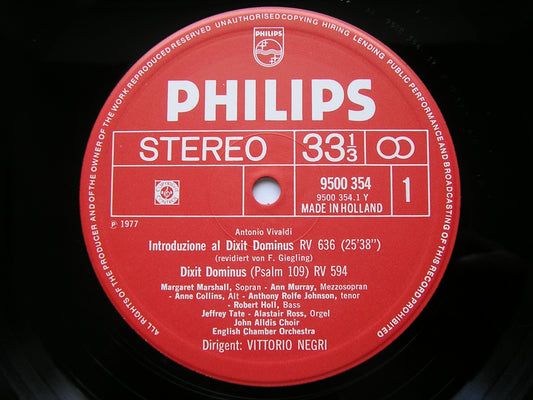 ALL RIGHTS OF THE PRODUCER AND OF THE OWNER OF THE WORK REPRODUCED RESERVED UNAUTHORISED COPYING HIRING LENDING PUBLIC PERFORMANCE AND BROADCASTING OF THIS RECORD PROHIBITED
PHILIPS
PHILIPS
STEREO 33 1/3
9500 354
9500 354.1 Y
MADE IN HOLLAND
1
℗ 1977
Antonio Vivaldi
Introduzione al Dixit Dominus RV 636 (25'38")
(revidiert von F. Giegling)
Dixit Dominus (Psalm 109) RV 594
Margaret Marshall, Sopran - Ann Murray, Mezzosopran
- Anne Collins, Alt - Anthony Rolfe Johnson, tenor
- Robert Holl, Bass
Jeffrey Tate - Alastair Ross, Orgel
John Alldis Choir
English Chamber Orchestra
Dirigent: VITTORIO NEGRI